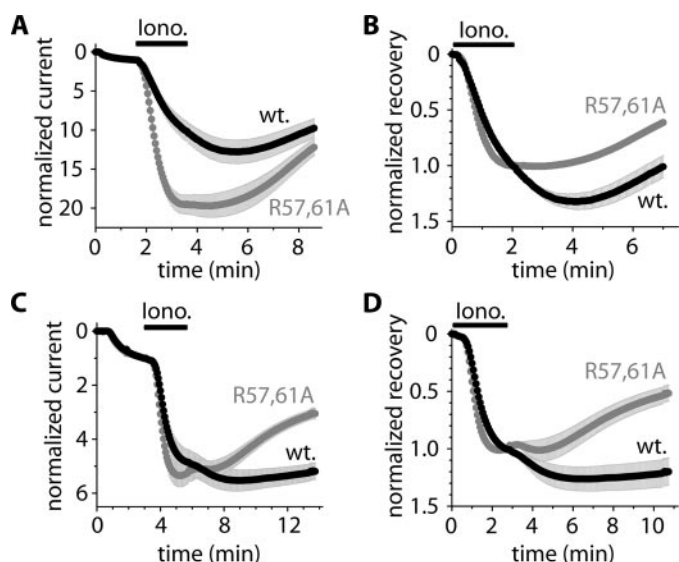 A
Iono.
normalized current
0
5
10
15
20
wt.
R57,61A
0 2 4 6 8
time (min)
B
Iono.
normalized recovery
0
0.5
1.0
1.5
R57,61A
wt.
0 2 4 6
time (min)
C
Iono.
normalized current
0
2
4
6
R57,61A
wt.
0 4 8 12
time (min)
D
Iono.
normalized recovery
0
0.5
1.0
1.5
R57,61A
wt.
0 2 4 6 8 10
time (min)